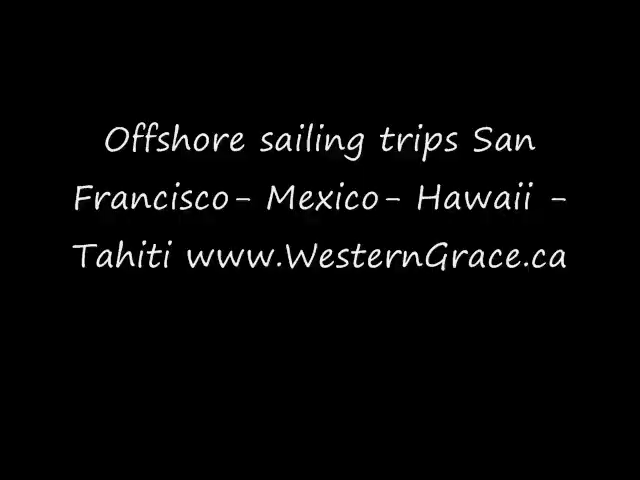 Offshore sailing trips San
Francisco- Mexico- Hawaii -
Tahiti www.WesternGrace.ca